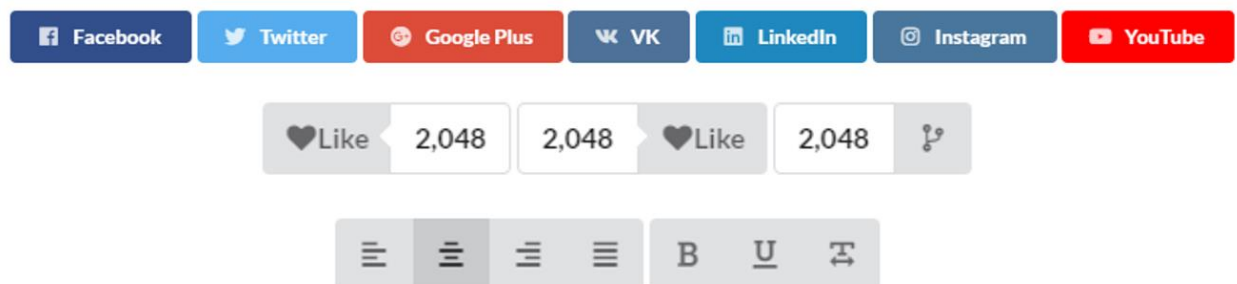 Facebook Twitter Google Plus VK LinkedIn Instagram YouTube
Like 2,048 2,048 Like 2,048
B U T